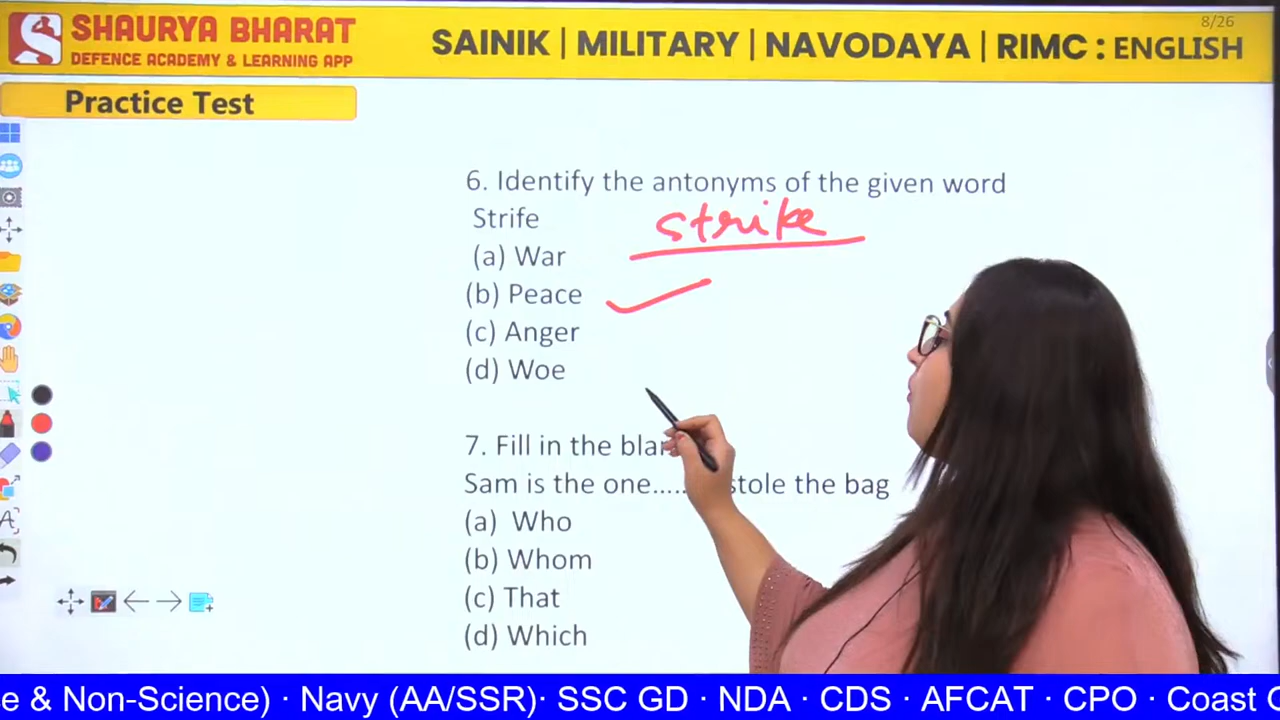 8/26
SHAURYA BHARAT
DEFENCE ACADEMY & LEARNING APP
SAINIK | MILITARY | NAVODAYA | RIMC : ENGLISH
Practice Test
6. Identify the antonyms of the given word
Strife
strike
(a) War
(b) Peace
(c) Anger
(d) Woe
7. Fill in the
Sam is the one..... stole the bag
(a) Who
(b) Whom
(c) That
(d) Which
& Non-Science) · Navy (AA/SSR)· SSC GD · NDA · CDS · AFCAT · CPO · Coast